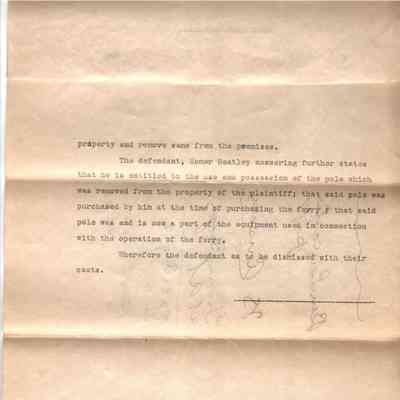 property and remove same from the premises.
The defendant, Homer Heatley answering further states
that he is entitled to the use and possession of the pole which
was removed from the property of the plaintiff; that said pole was
purchased by him at the time of purchasing the ferry; that said
pole was and is now a part of the equipment used in connection
with the operation of the ferry.
Wherefore the defendant as to be dismissed with their
costs.